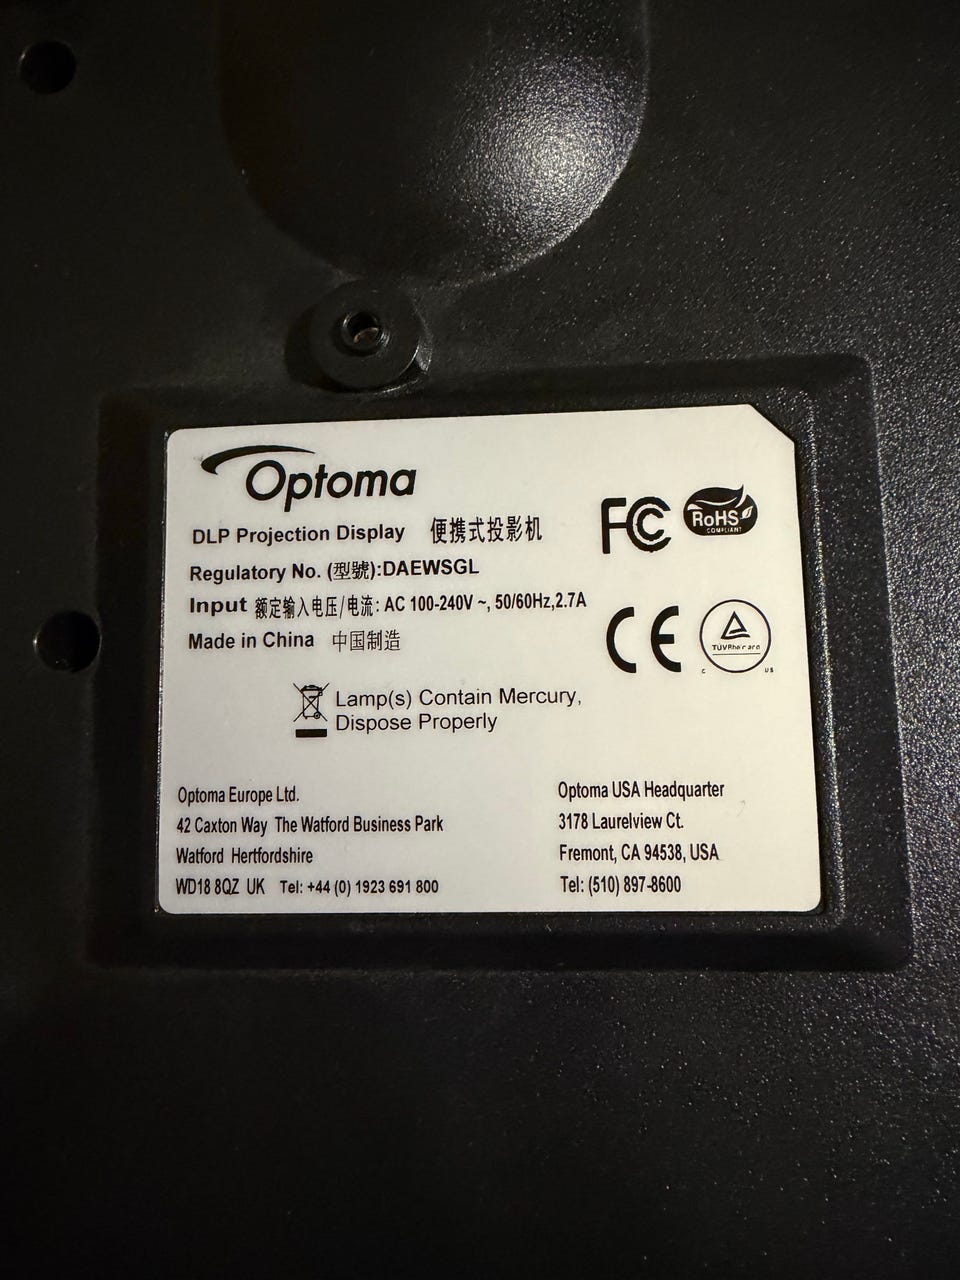 Optoma
DLP Projection Display 便携式投影机
Regulatory No. (型號):DAEWSGL
Input 额定输入电压/电流: AC 100-240V ~, 50/60Hz,2.7A
Made in China 中国制造
FC
RoHS
COMPLIANT
CE
TÜVRheinland
C US
Lamp(s) Contain Mercury,
Dispose Properly
Optoma Europe Ltd.
42 Caxton Way The Watford Business Park
Watford Hertfordshire
WD18 8QZ UK Tel: +44 (0) 1923 691 800
Optoma USA Headquarter
3178 Laurelview Ct.
Fremont, CA 94538, USA
Tel: (510) 897-8600